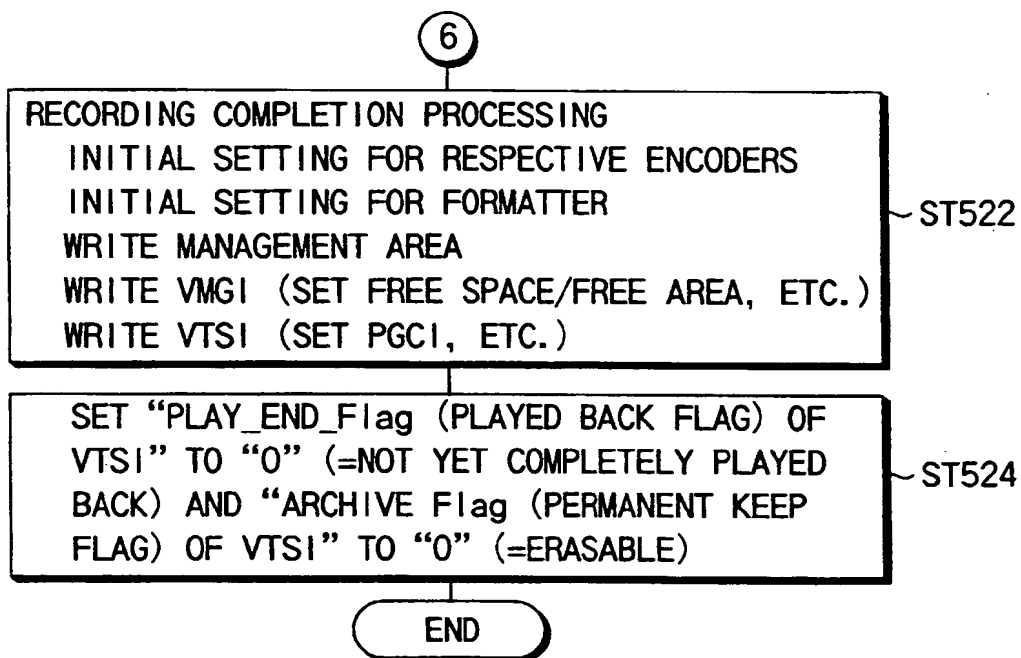 6
RECORDING COMPLETION PROCESSING
INITIAL SETTING FOR RESPECTIVE ENCODERS
INITIAL SETTING FOR FORMATTER
WRITE MANAGEMENT AREA
WRITE VMGI (SET FREE SPACE/FREE AREA, ETC.)
WRITE VTSI (SET PGCI, ETC.)
~ST522
SET “PLAY_END_Flag (PLAYED BACK FLAG) OF
VTSI” TO “0” (=NOT YET COMPLETELY PLAYED
BACK) AND “ARCHIVE Flag (PERMANENT KEEP
FLAG) OF VTSI” TO “0” (=ERASABLE)
~ST524
END